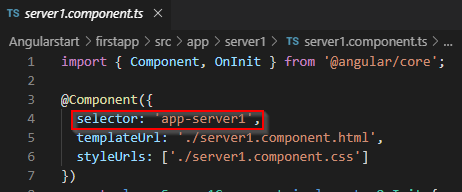 TS server1.component.ts ×
Angularstart > firstapp > src > app > server1 > TS server1.component.ts > ...
1 import { Component, OnInit } from '@angular/core';
2
3 @Component({
4 selector: 'app-server1',
5 templateUrl: './server1.component.html',
6 styleUrls: ['./server1.component.css']
7 })